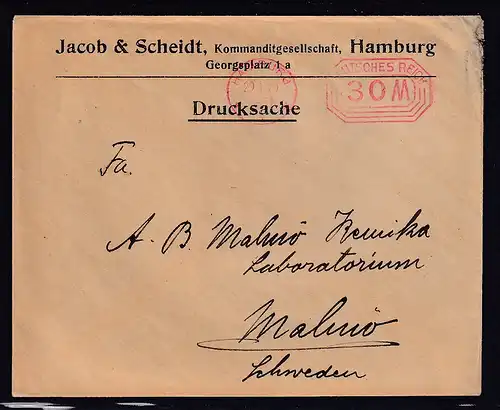 Jacob & Scheidt, Kommanditgesellschaft, Hamburg
Georgsplatz 1 a
DEUTSCHES REICH
30 M
Drucksache
Fa.
A. B. Malmö Kemiska
Laboratorium
Malmö
Schweden